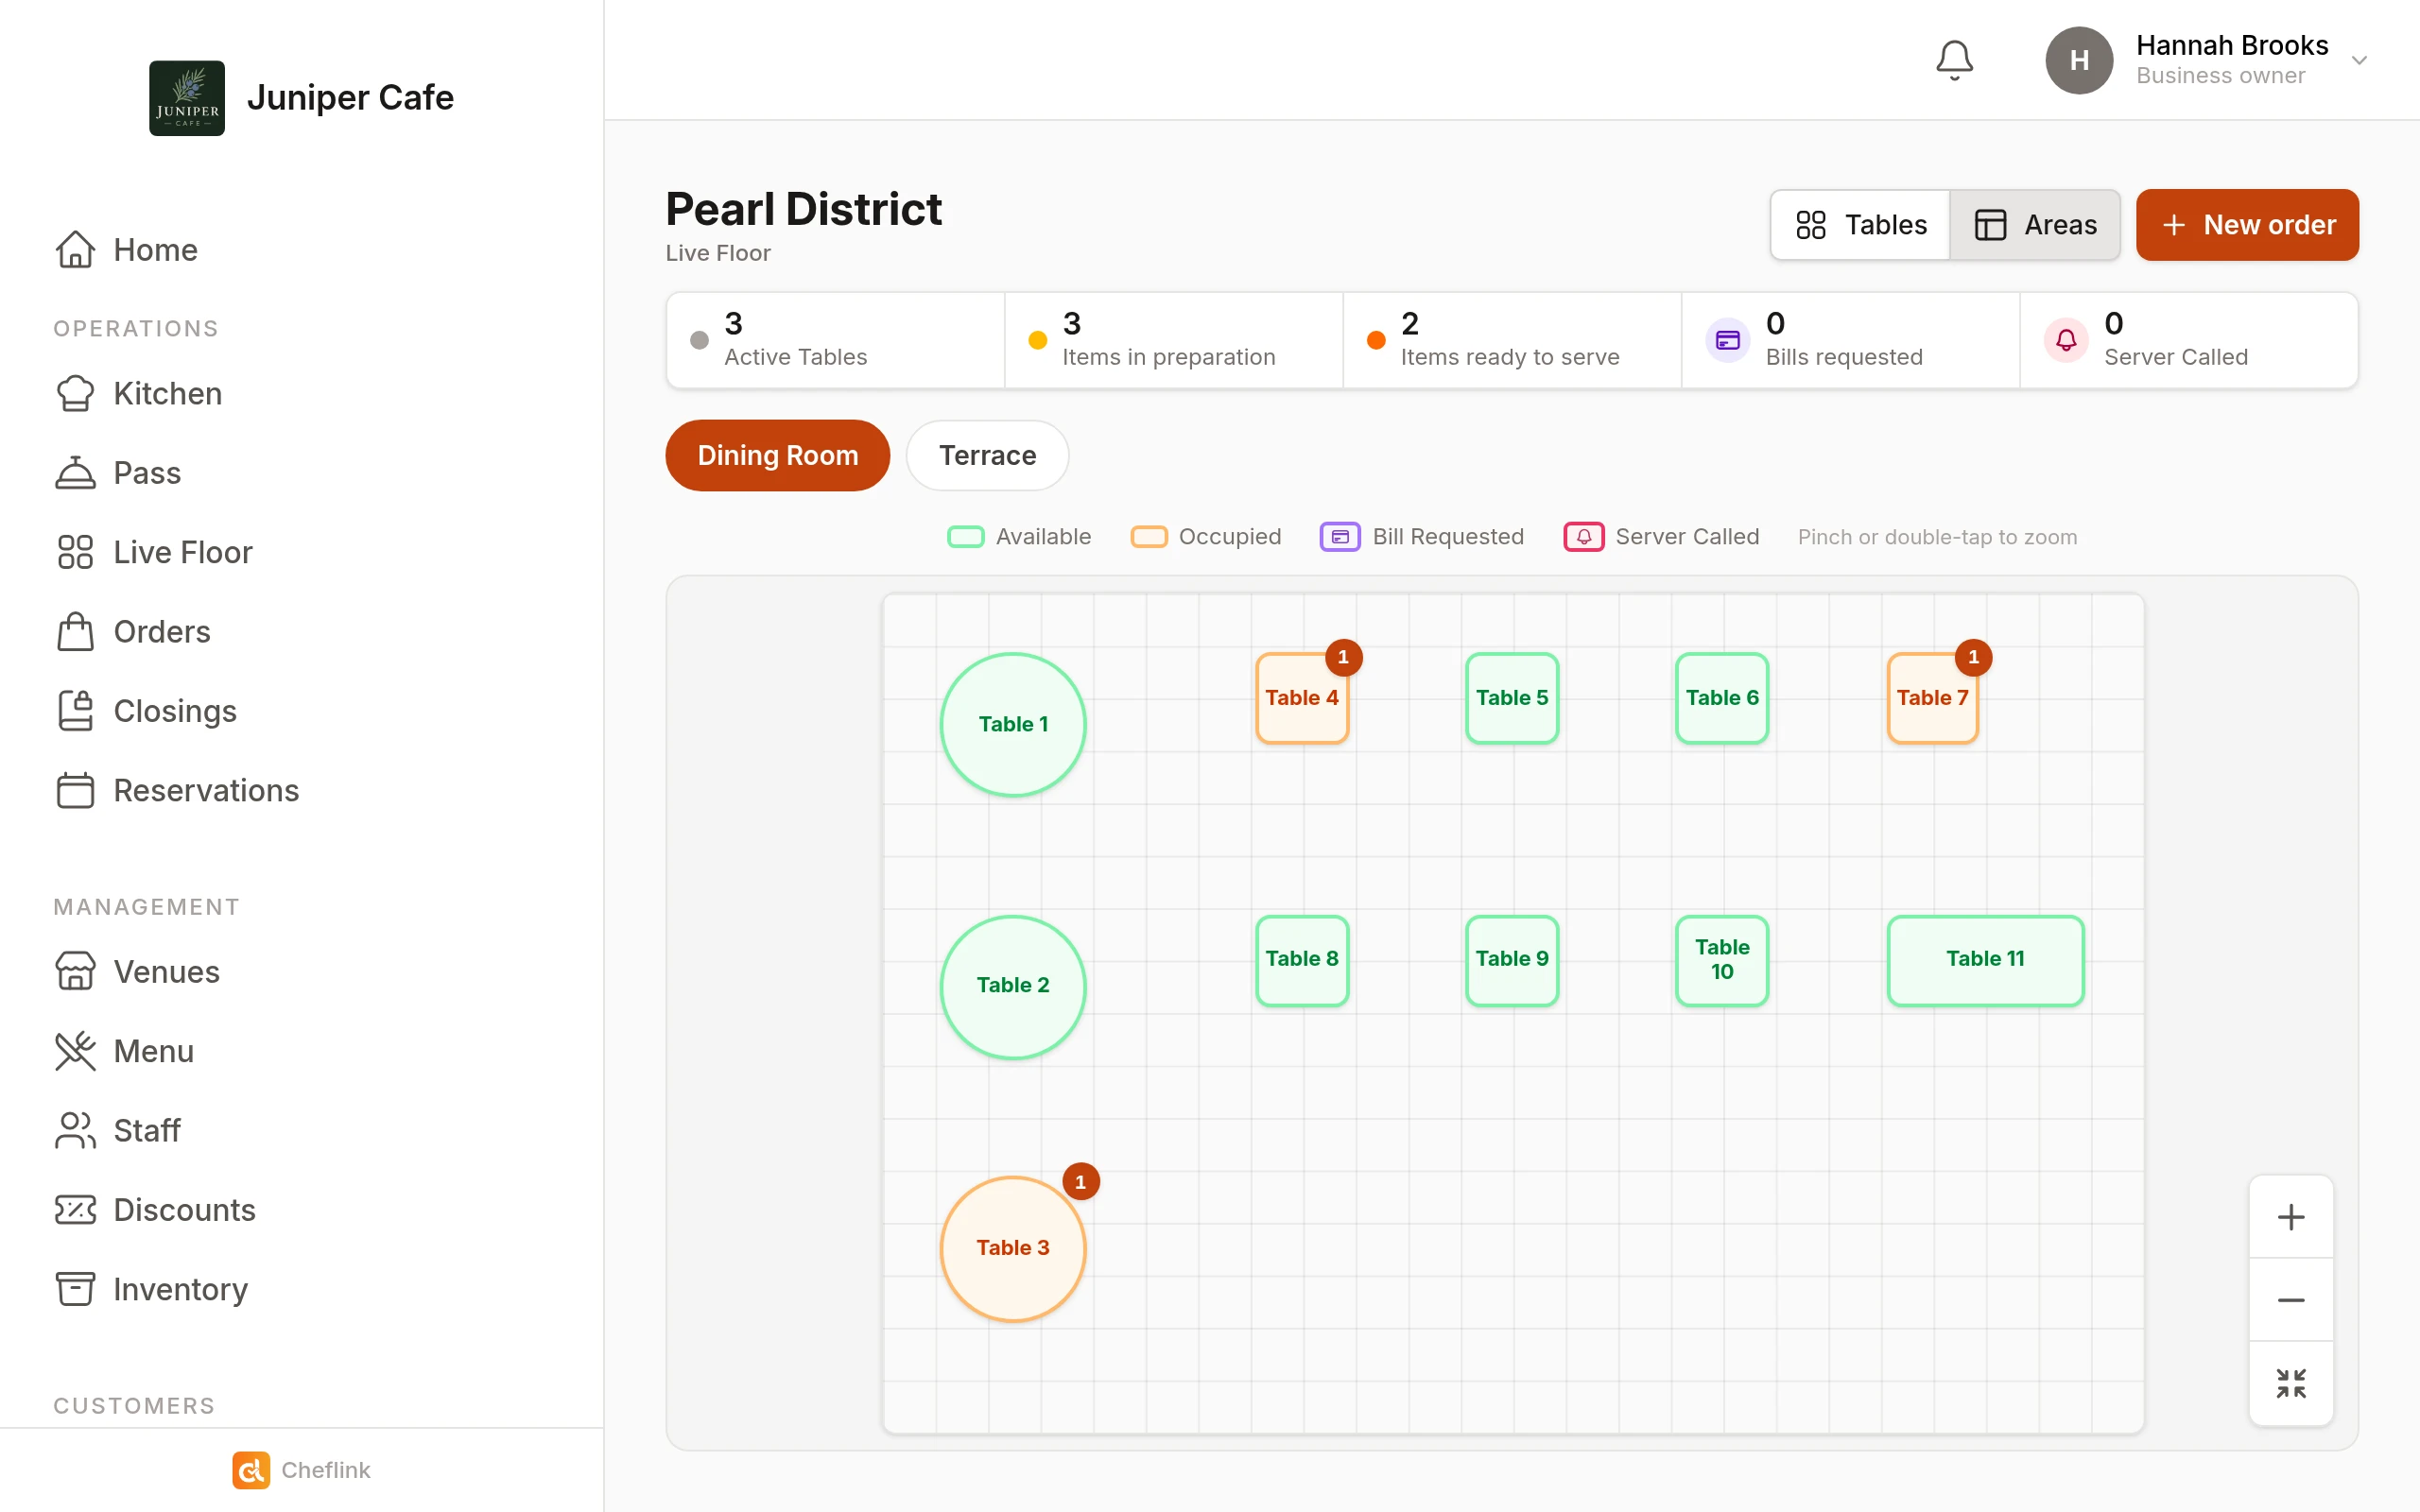 JUNIPER
CAFE
Juniper Cafe
Home
OPERATIONS
Kitchen
Pass
Live Floor
Orders
Closings
Reservations
MANAGEMENT
Venues
Menu
Staff
Discounts
Inventory
CUSTOMERS
Cheflink
H
Hannah Brooks
Business owner
Pearl District
Live Floor
Tables
Areas
New order
3
Active Tables
3
Items in preparation
2
Items ready to serve
0
Bills requested
0
Server Called
Dining Room
Terrace
Available
Occupied
Bill Requested
Server Called
Pinch or double-tap to zoom
Table 1
Table 4
1
Table 5
Table 6
Table 7
1
Table 2
Table 8
Table 9
Table
10
Table 11
Table 3
1